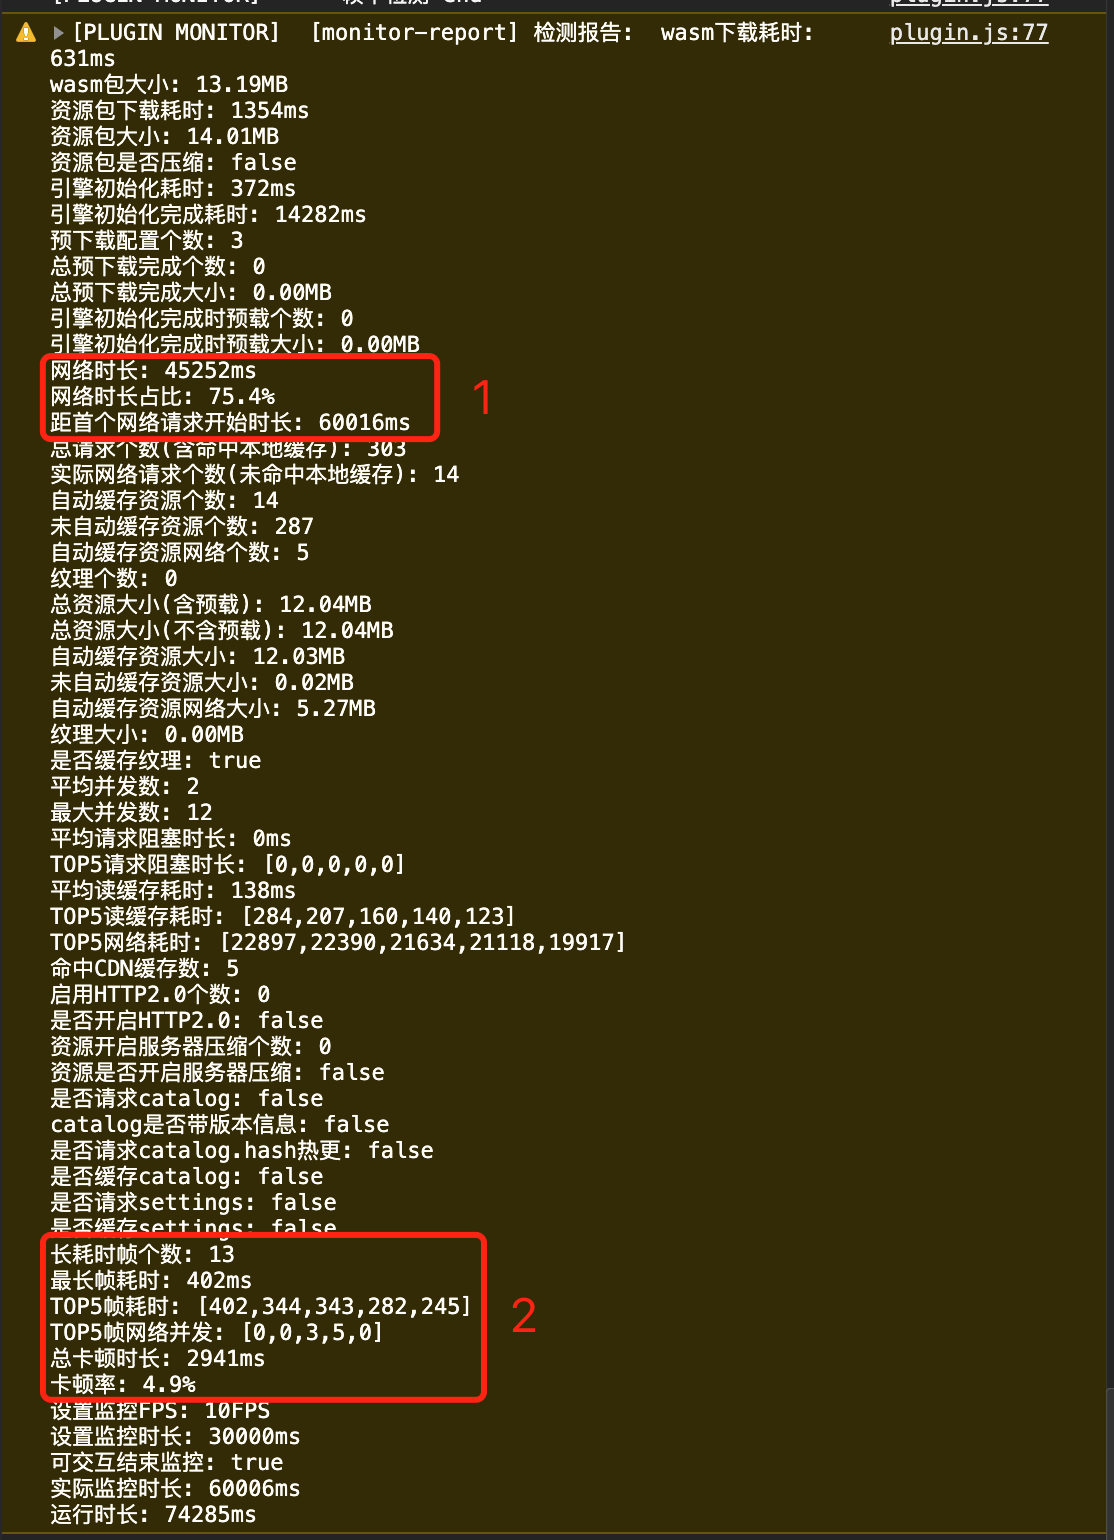 [PLUGIN MONITOR] 帧率检测 end plugin.js:77
[PLUGIN MONITOR] [monitor-report] 检测报告: wasm下载耗时: plugin.js:77
631ms
wasm包大小: 13.19MB
资源包下载耗时: 1354ms
资源包大小: 14.01MB
资源包是否压缩: false
引擎初始化耗时: 372ms
引擎初始化完成耗时: 14282ms
预下载配置个数: 3
总预下载完成个数: 0
总预下载完成大小: 0.00MB
引擎初始化完成时预载个数: 0
引擎初始化完成时预载大小: 0.00MB
网络时长: 45252ms
网络时长占比: 75.4%
1
距首个网络请求开始时长: 60016ms
总请求个数(含命中本地缓存): 303
实际网络请求个数(未命中本地缓存): 14
自动缓存资源个数: 14
未自动缓存资源个数: 287
自动缓存资源网络个数: 5
纹理个数: 0
总资源大小(含预载): 12.04MB
总资源大小(不含预载): 12.04MB
自动缓存资源大小: 12.03MB
未自动缓存资源大小: 0.02MB
自动缓存资源网络大小: 5.27MB
纹理大小: 0.00MB
是否缓存纹理: true
平均并发数: 2
最大并发数: 12
平均请求阻塞时长: 0ms
TOP5请求阻塞时长: [0,0,0,0,0]
平均读缓存耗时: 138ms
TOP5读缓存耗时: [284,207,160,140,123]
TOP5网络耗时: [22897,22390,21634,21118,19917]
命中CDN缓存数: 5
启用HTTP2.0个数: 0
是否开启HTTP2.0: false
资源开启服务器压缩个数: 0
资源是否开启服务器压缩: false
是否请求catalog: false
catalog是否带版本信息: false
是否请求catalog.hash热更: false
是否缓存catalog: false
是否请求settings: false
是否缓存settings: false
长耗时帧个数: 13
最长帧耗时: 402ms
TOP5帧耗时: [402,344,343,282,245]
2
TOP5帧网络并发: [0,0,3,5,0]
总卡顿时长: 2941ms
卡顿率: 4.9%
设置监控FPS: 10FPS
设置监控时长: 30000ms
可交互结束监控: true
实际监控时长: 60006ms
运行时长: 74285ms